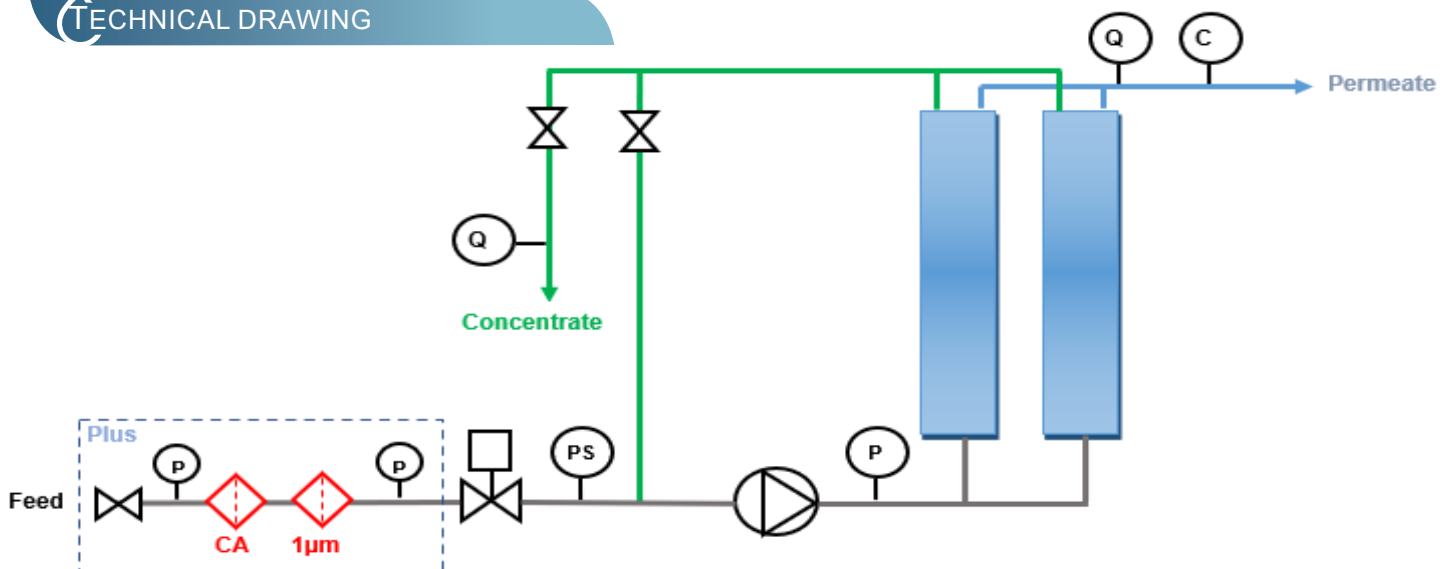 TECHNICAL DRAWING
Q
C
Permeate
Q
Concentrate
Plus
P
P
PS
P
Feed
CA
1µm